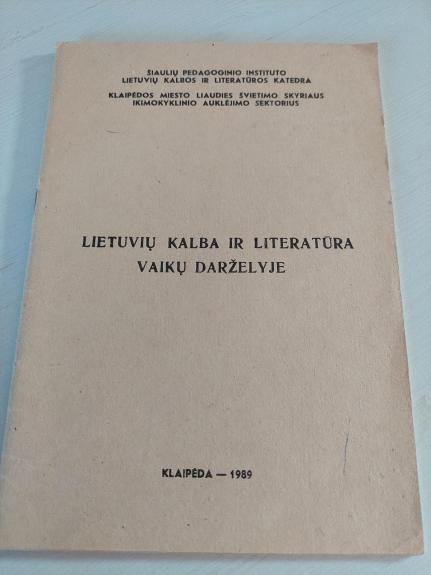 ŠIAULIŲ PEDAGOGINIO INSTITUTO
LIETUVIŲ KALBOS IR LITERATŪROS KATEDRA
KLAIPĖDOS MIESTO LIAUDIES ŠVIETIMO SKYRIAUS
IKIMOKYKLINIO AUKLĖJIMO SEKTORIUS
LIETUVIŲ KALBA IR LITERATŪRA
VAIKŲ DARŽELYJE
KLAIPĖDA — 1989